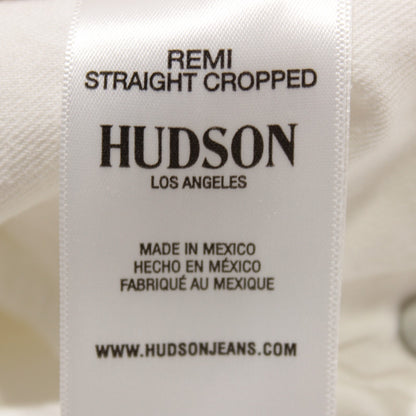 REMI
STRAIGHT CROPPED
HUDSON
LOS ANGELES
MADE IN MEXICO
HECHO EN MÉXICO
FABRIQUÉ AU MEXIQUE
WWW.HUDSONJEANS.COM